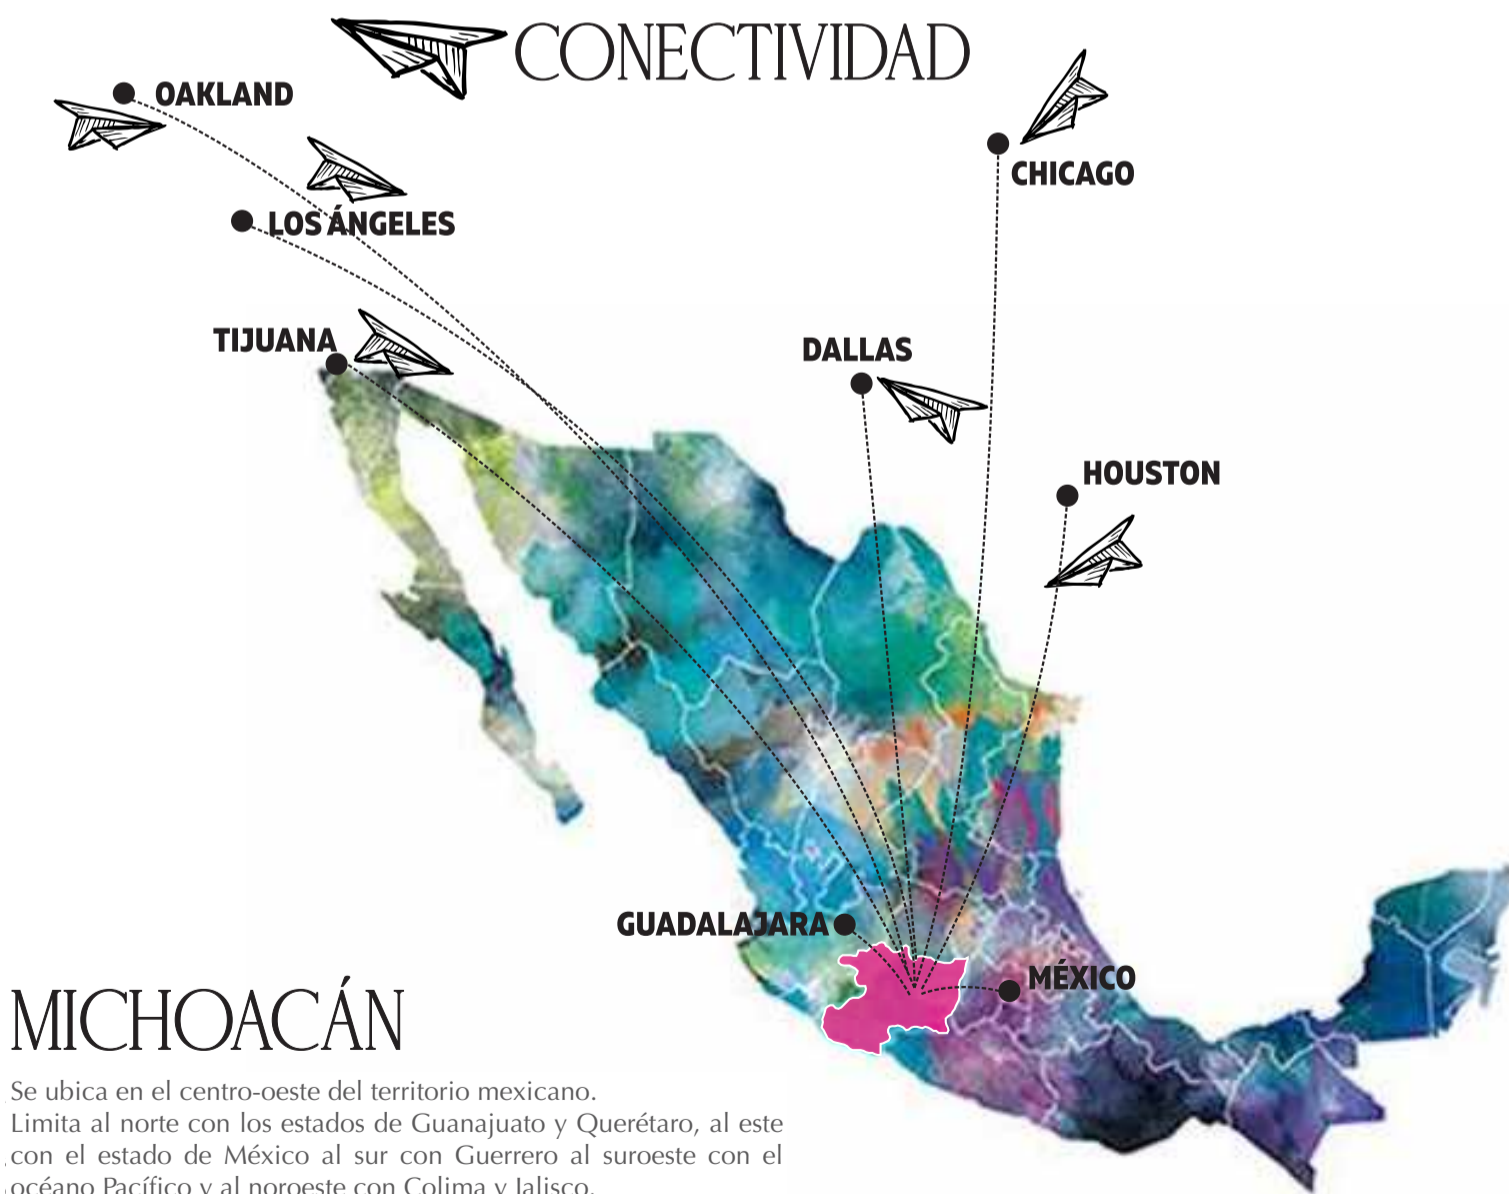 CONECTIVIDAD
OAKLAND
CHICAGO
LOS ÁNGELES
TIJUANA
DALLAS
HOUSTON
GUADALAJARA
MÉXICO
MICHOACÁN
Se ubica en el centro-oeste del territorio mexicano.
Limita al norte con los estados de Guanajuato y Querétaro, al este
con el estado de México al sur con Guerrero al suroeste con el
océano Pacífico y al noroeste con Colima y Jalisco.